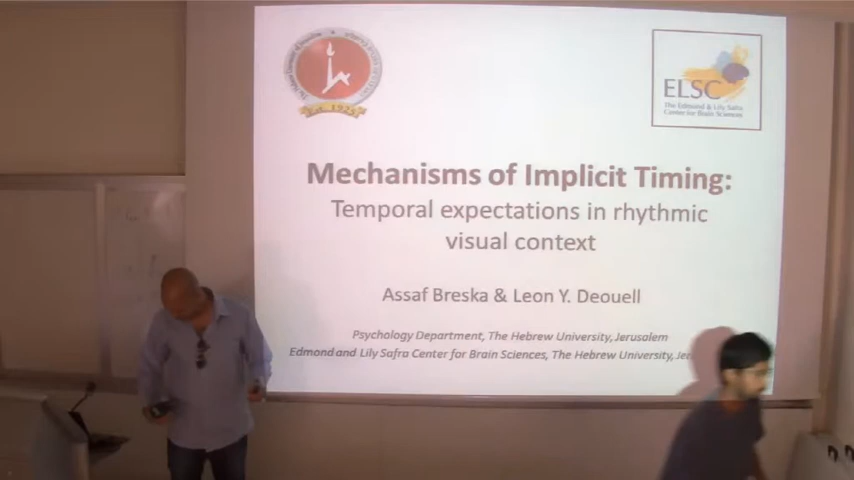 Est. 1925
ELSC
The Edmond & Lily Safra
Center for Brain Sciences
Mechanisms of Implicit Timing:
Temporal expectations in rhythmic
visual context
Assaf Breska & Leon Y. Deouell
Psychology Department, The Hebrew University, Jerusalem
Edmond and Lily Safra Center for Brain Sciences, The Hebrew University,